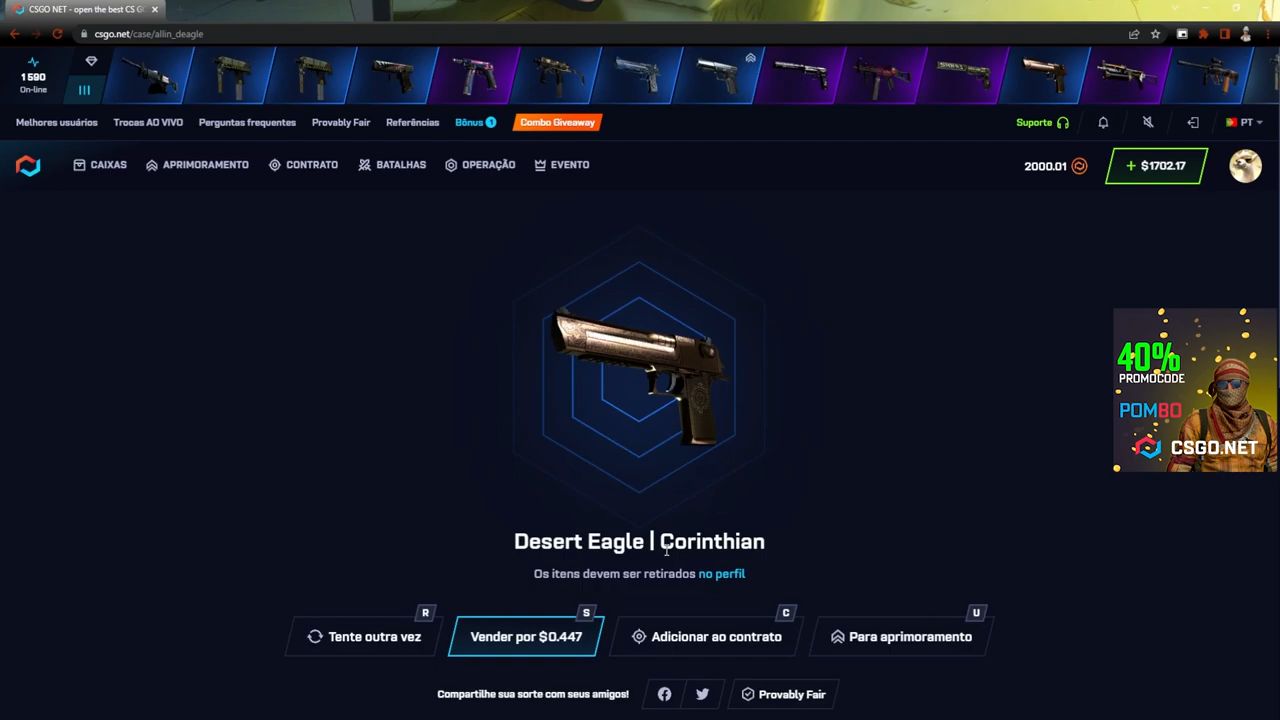 CSGO NET - open the best CS G
csgo.net/case/allin_deagle
1 590
On-line
Melhores usuários Trocas AO VIVO Perguntas frequentes Provably Fair Referências Bônus 1 Combo Giveaway Suporte PT
CAIXAS APRIMORAMENTO CONTRATO BATALHAS OPERAÇÃO EVENTO 2000.01 + $1702.17
40%
PROMOCODE
POMBO
CSGO.NET
Desert Eagle | Corinthian
Os itens devem ser retirados no perfil
R S C U
Tente outra vez Vender por $0.447 Adicionar ao contrato Para aprimoramento
Compartilhe sua sorte com seus amigos! Provably Fair